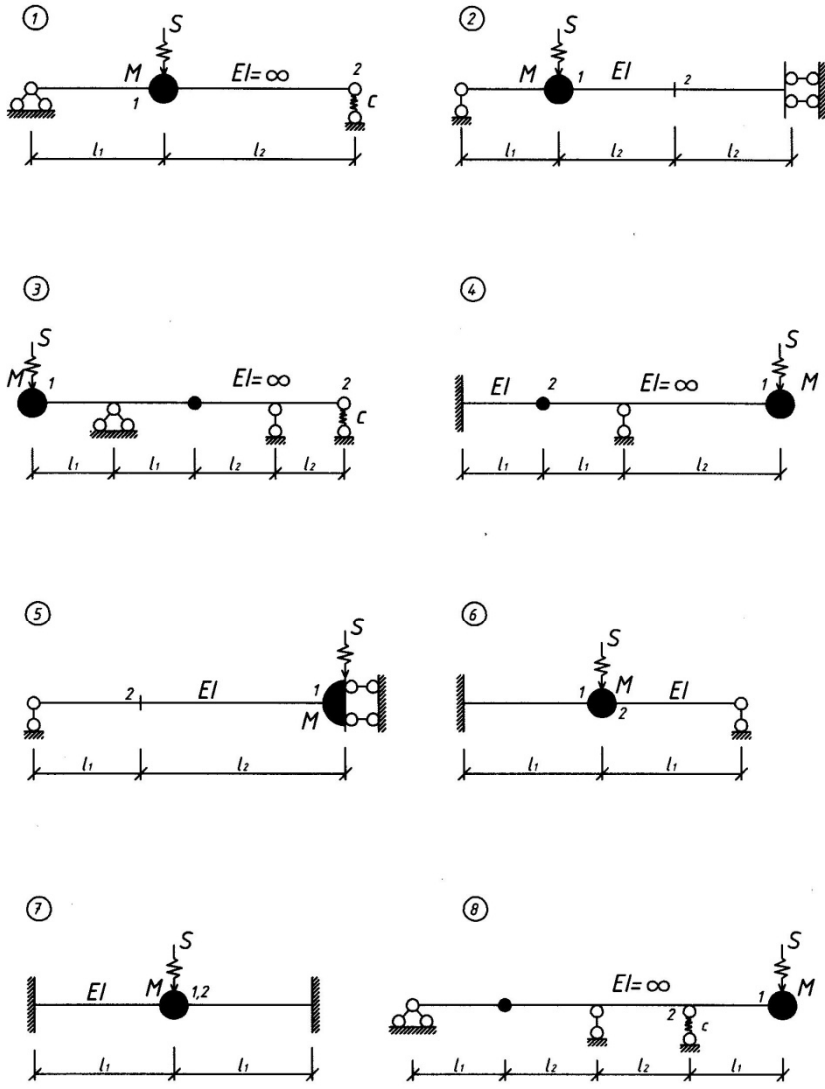 1 2
S S
M EI=∞ 2 M 1 EI 2
1 c
l1 l2 l1 l2 l2
3 4
S S
M 1 EI=∞ 2 EI 2 EI=∞ 1 M
c
l1 l1 l2 l2 l1 l1 l2
5 6
S S
2 EI 1 1 M EI
M 2
l1 l2 l1 l1
7 8
S S
EI M 1,2 EI=∞ 1 M
2 c
l1 l1 l1 l2 l2 l1